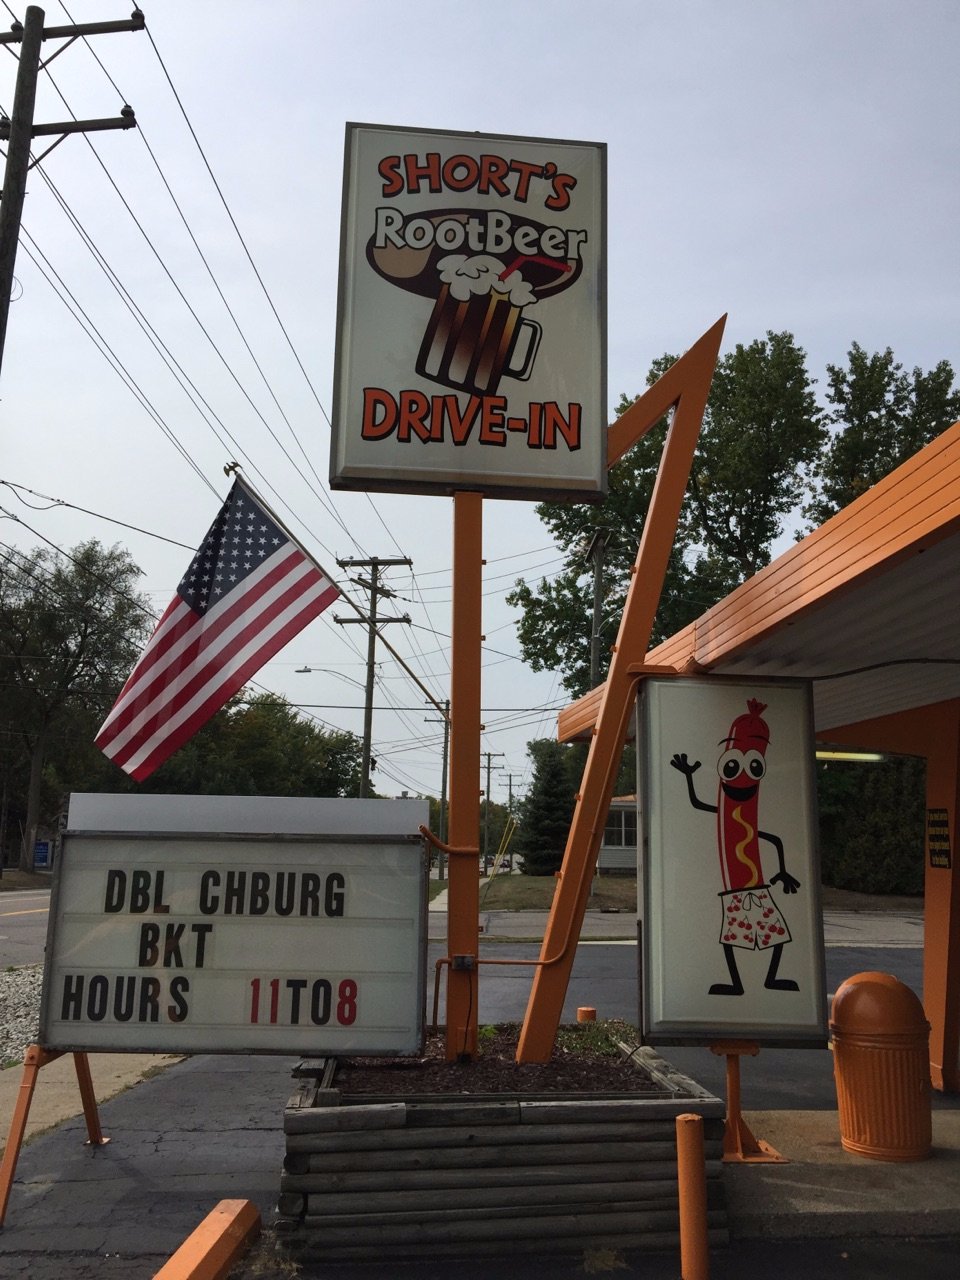 SHORT'S
RootBeer
DRIVE-IN
DBL CHBURG
BKT
HOURS 11TO8